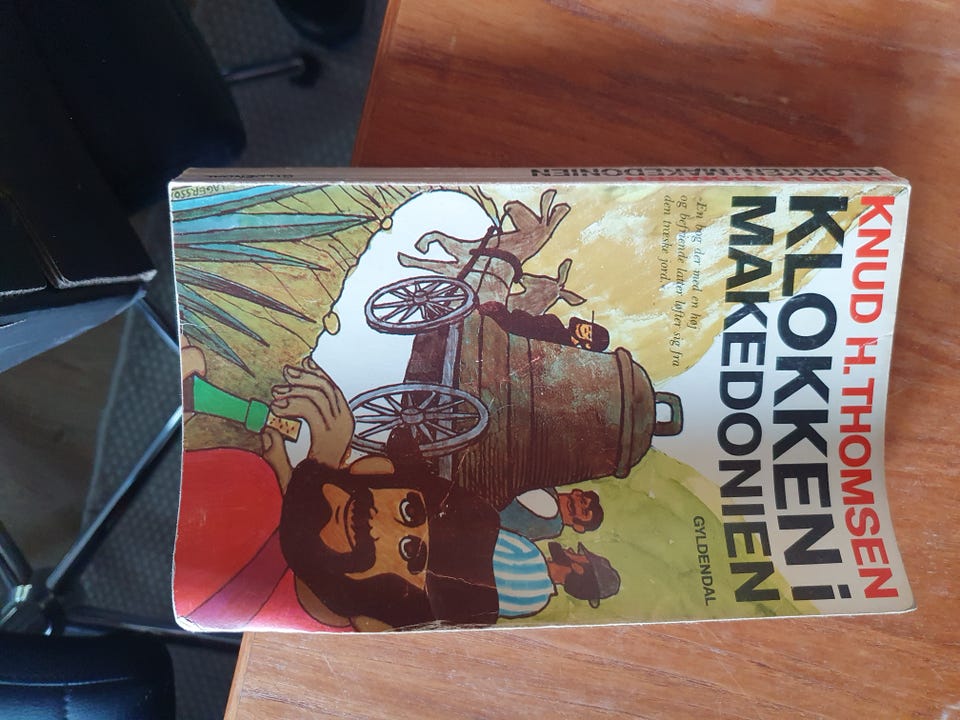 KNUD H. THOMSEN
KLOKKEN i
MAKEDONIEN
-En bog der med en høj
og befriende latter løfter sig fra
den træske jord.-
GYLDENDAL
KLOKKEN i MAKEDONIEN